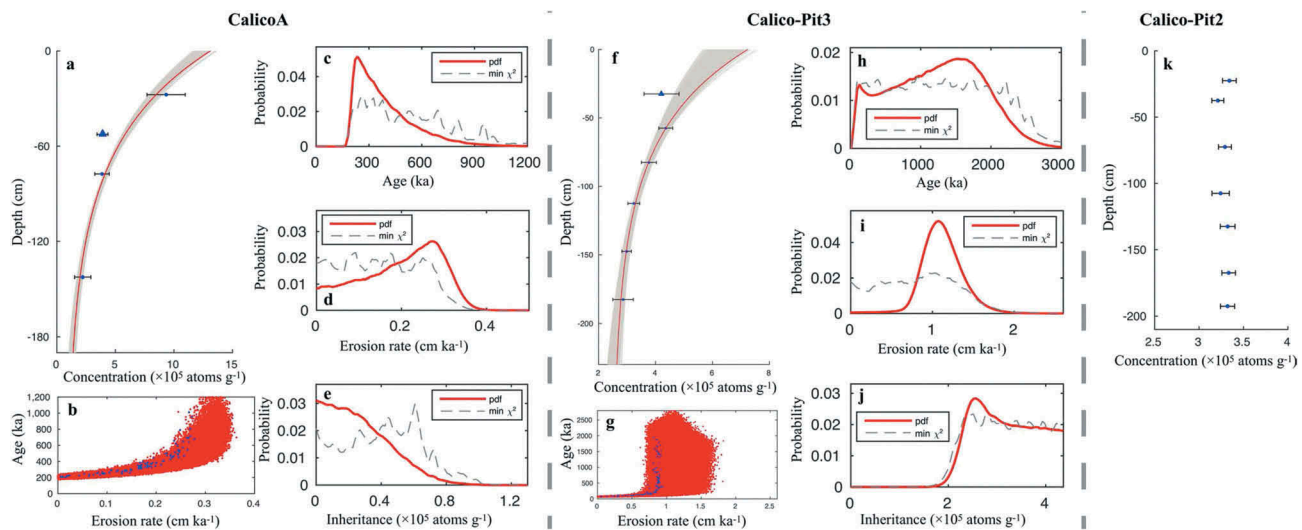 CalicoA
a
0
-60
-120
-180
Depth (cm)
0
5
10
15
Concentration (×10⁵ atoms g⁻¹)
b
1,200
1000
800
600
400
200
0
Age (ka)
0
0.1
0.2
0.3
0.4
Erosion rate (cm ka⁻¹)
c
pdf
min χ²
0.04
0.02
0
Probability
0
300
600
900
1200
Age (ka)
d
pdf
min χ²
0.03
0.02
0.01
0
Probability
0
0.2
0.4
Erosion rate (cm ka⁻¹)
e
pdf
min χ²
0.03
0.02
0.01
0
Probability
0
0.4
0.8
1.2
Inheritance (×10⁵ atoms g⁻¹)
Calico-Pit3
f
0
-50
-100
-150
-200
Depth (cm)
2
4
6
8
Concentration (×10⁵ atoms g⁻¹)
g
2500
2000
1500
1000
500
0
Age (ka)
0
0.5
1.0
1.5
2.0
2.5
Erosion rate (cm ka⁻¹)
h
pdf
min χ²
0.02
0.015
0.01
0.005
0
Probability
0
1000
2000
3000
Age (ka)
i
pdf
min χ²
0.04
0.02
0
Probability
0
1
2
Erosion rate (cm ka⁻¹)
j
pdf
min χ²
0.03
0.02
0.01
0
Probability
0
1
2
3
4
Inheritance (×10⁵ atoms g⁻¹)
Calico-Pit2
k
0
-50
-100
-150
-200
Depth (cm)
2.5
3
3.5
4
Concentration (×10⁵ atoms g⁻¹)